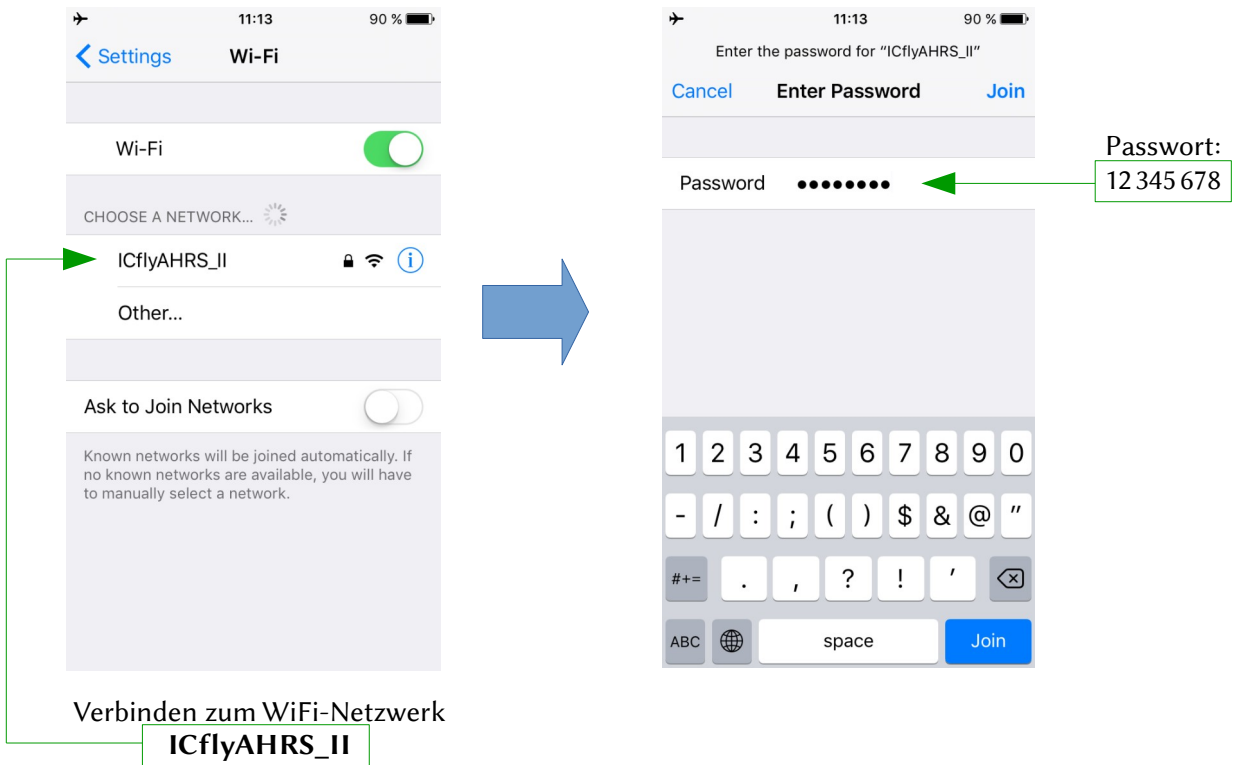 11:13
90 %
Settings
Wi-Fi
Wi-Fi
CHOOSE A NETWORK...
ICflyAHRS_II
Other...
Ask to Join Networks
Known networks will be joined automatically. If
no known networks are available, you will have
to manually select a network.
Verbinden zum WiFi-Netzwerk
ICflyAHRS_II
11:13
90 %
Enter the password for “ICflyAHRS_II”
Cancel
Enter Password
Join
Password ●●●●●●●●
Passwort:
12 345 678
1 2 3 4 5 6 7 8 9 0
- / : ; ( ) $ & @ "
#+= . , ? ! '
ABC space Join